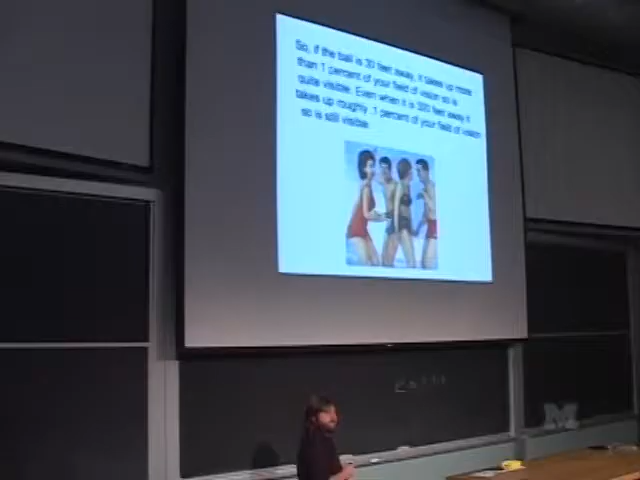 So, if the ball is 30 feet away, it takes up more
than 1 percent of your field of vision so is
quite visible. Even when it is 320 feet away it
takes up roughly .1 percent of your field of vision
so is still visible.
M